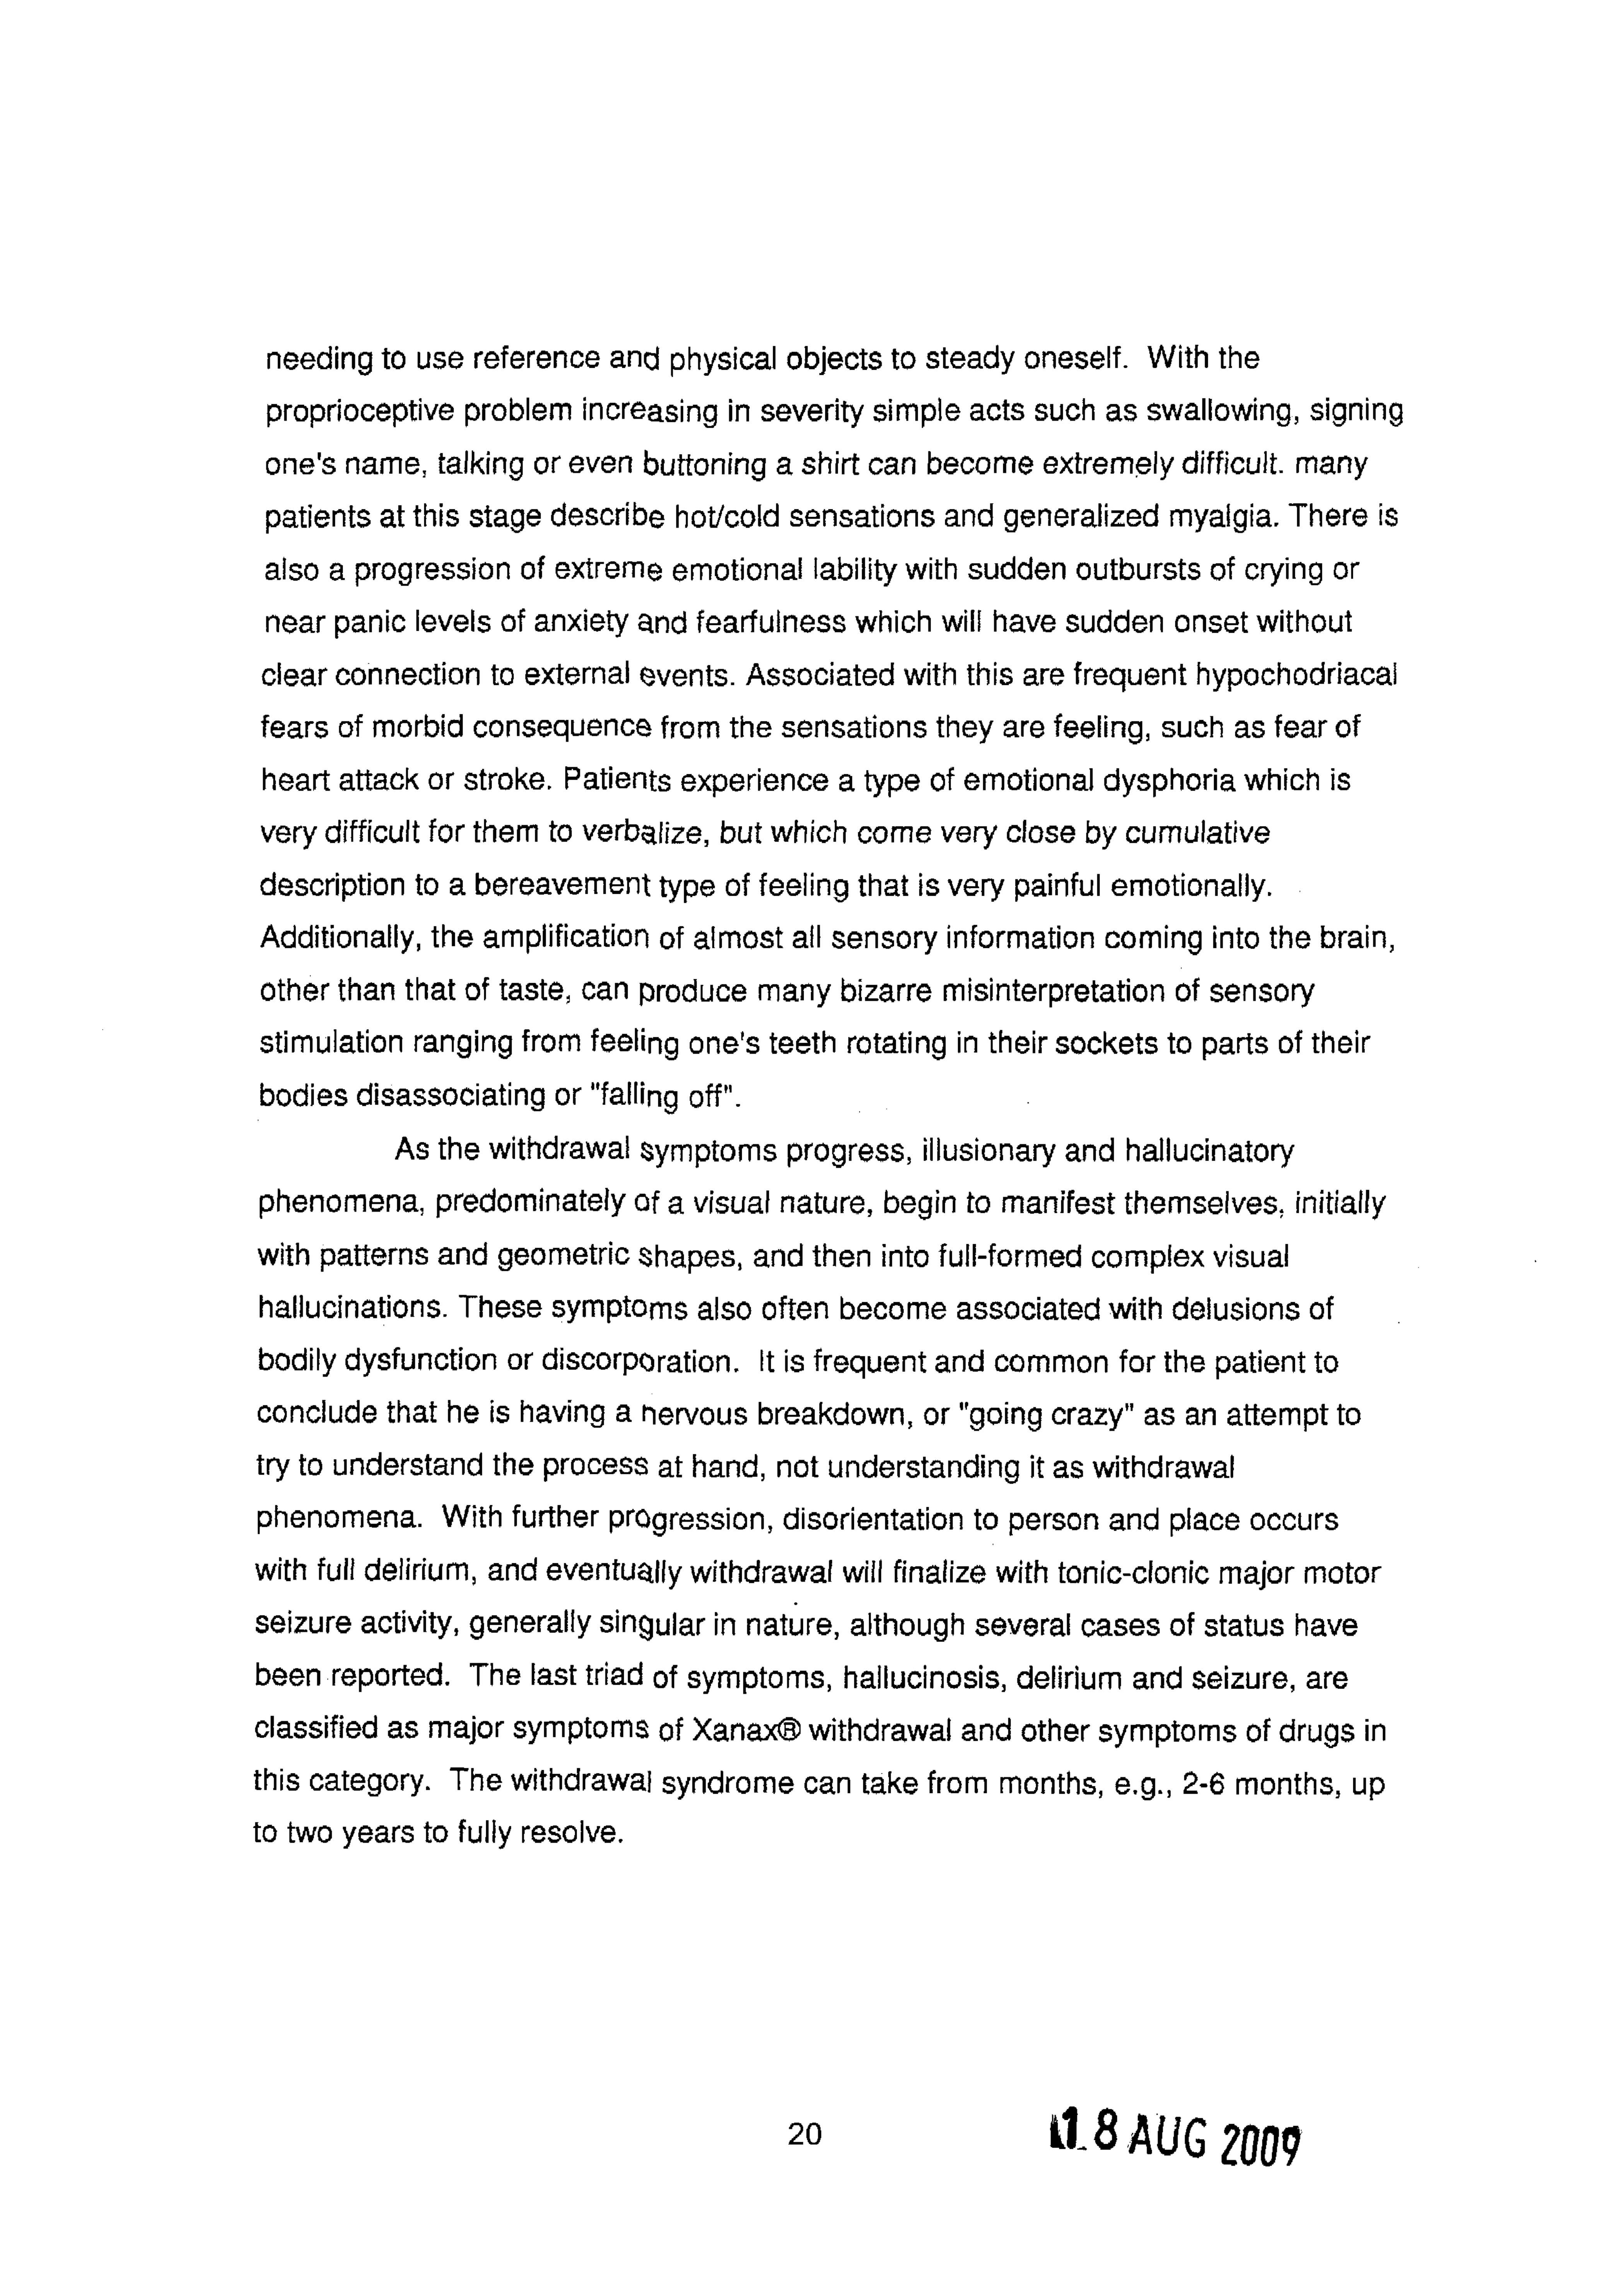 needing to use reference and physical objects to steady oneself.  With the
proprioceptive problem increasing in severity simple acts such as swallowing, signing
one's name, talking or even buttoning a shirt can become extremely difficult. many
patients at this stage describe hot/cold sensations and generalized myalgia. There is
also a progression of extreme emotional lability with sudden outbursts of crying or
near panic levels of anxiety and fearfulness which will have sudden onset without
clear connection to external events. Associated with this are frequent hypochodriacal
fears of morbid consequence from the sensations they are feeling, such as fear of
heart attack or stroke. Patients experience a type of emotional dysphoria which is
very difficult for them to verbalize, but which come very close by cumulative
description to a bereavement type of feeling that is very painful emotionally.
Additionally, the amplification of almost all sensory information coming into the brain,
other than that of taste, can produce many bizarre misinterpretation of sensory
stimulation ranging from feeling one's teeth rotating in their sockets to parts of their
bodies disassociating or "falling off".
As the withdrawal symptoms progress, illusionary and hallucinatory
phenomena, predominately of a visual nature, begin to manifest themselves, initially
with patterns and geometric shapes, and then into full-formed complex visual
hallucinations. These symptoms also often become associated with delusions of
bodily dysfunction or discorporation.  It is frequent and common for the patient to
conclude that he is having a nervous breakdown, or "going crazy" as an attempt to
try to understand the process at hand, not understanding it as withdrawal
phenomena.  With further progression, disorientation to person and place occurs
with full delirium, and eventually withdrawal will finalize with tonic-clonic major motor
seizure activity, generally singular in nature, although several cases of status have
been reported.  The last triad of symptoms, hallucinosis, delirium and seizure, are
classified as major symptoms of Xanax® withdrawal and other symptoms of drugs in
this category.  The withdrawal syndrome can take from months, e.g., 2-6 months, up
to two years to fully resolve.
20
18 AUG 2009